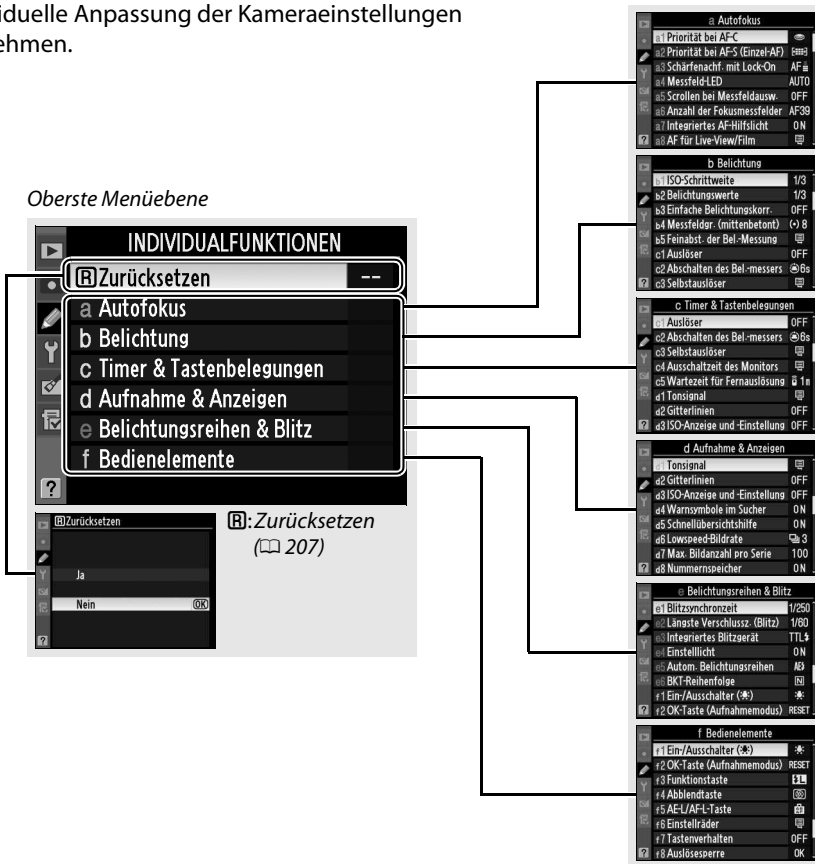 iduelle Anpassung der Kameraeinstellungen
ehmen.
Oberste Menüebene
INDIVIDUALFUNKTIONEN
R Zurücksetzen --
a Autofokus
b Belichtung
c Timer & Tastenbelegungen
d Aufnahme & Anzeigen
e Belichtungsreihen & Blitz
f Bedienelemente
?
R Zurücksetzen
Ja
Nein OK
?
R: Zurücksetzen
(207)
a Autofokus
a1 Priorität bei AF-C
a2 Priorität bei AF-S (Einzel-AF)
a3 Schärfenachf. mit Lock-On AF
a4 Messfeld-LED AUTO
a5 Scrollen bei Messfeldausw. OFF
a6 Anzahl der Fokusmessfelder AF39
a7 Integriertes AF-Hilfslicht ON
a8 AF für Live-View/Film
?
b Belichtung
b1 ISO-Schrittweite 1/3
b2 Belichtungswerte 1/3
b3 Einfache Belichtungskorr. OFF
b4 Messfeldgr. (mittenbetont) (•) 8
b5 Feinabst. der Bel.-Messung
c1 Auslöser OFF
c2 Abschalten des Bel.-messers 6s
c3 Selbstauslöser
?
c Timer & Tastenbelegungen
c1 Auslöser OFF
c2 Abschalten des Bel.-messers 6s
c3 Selbstauslöser
c4 Ausschaltzeit des Monitors
c5 Wartezeit für Fernauslösung 1m
d1 Tonsignal
d2 Gitterlinien OFF
d3 ISO-Anzeige und -Einstellung OFF
?
d Aufnahme & Anzeigen
d1 Tonsignal
d2 Gitterlinien OFF
d3 ISO-Anzeige und -Einstellung OFF
d4 Warnsymbole im Sucher ON
d5 Schnellübersichtshilfe ON
d6 Lowspeed-Bildrate 3
d7 Max. Bildanzahl pro Serie 100
d8 Nummernspeicher ON
?
e Belichtungsreihen & Blitz
e1 Blitzsynchronzeit 1/250
e2 Längste Verschlussz. (Blitz) 1/60
e3 Integriertes Blitzgerät TTL
e4 Einstelllicht ON
e5 Autom. Belichtungsreihen AE
e6 BKT-Reihenfolge N
f1 Ein-/Ausschalter ( )
f2 OK-Taste (Aufnahmemodus) RESET
?
f Bedienelemente
f1 Ein-/Ausschalter ( )
f2 OK-Taste (Aufnahmemodus) RESET
f3 Funktionstaste L
f4 Abblendtaste
f5 AE-L/AF-L-Taste
f6 Einstellräder
f7 Tastenverhalten OFF
f8 Auslösesperre OK
?